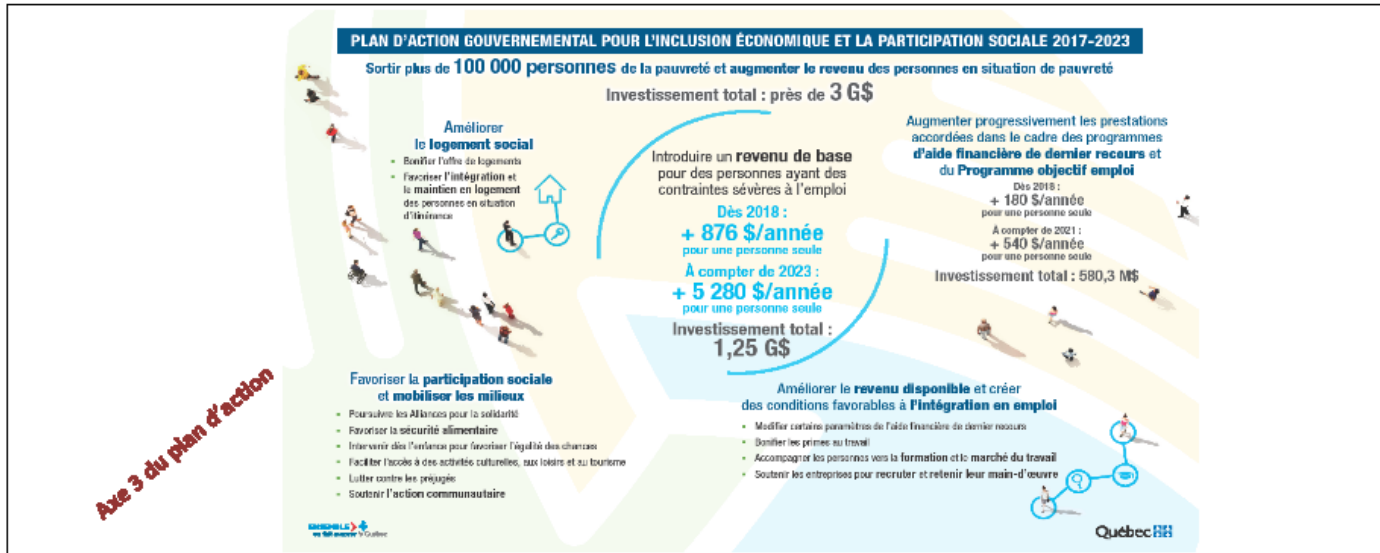 PLAN D'ACTION GOUVERNEMENTAL POUR L'INCLUSION ÉCONOMIQUE ET LA PARTICIPATION SOCIALE 2017-2023
Sortir plus de 100 000 personnes de la pauvreté et augmenter le revenu des personnes en situation de pauvreté
Investissement total : près de 3 G$
Améliorer
le logement social
• Bonifier l'offre de logements
• Favoriser l'intégration et
le maintien en logement
des personnes en situation
d'itinérance
Introduire un revenu de base
pour des personnes ayant des
contraintes sévères à l'emploi
Dès 2018 :
+ 876 $/année
pour une personne seule
À compter de 2023 :
+ 5 280 $/année
pour une personne seule
Investissement total :
1,25 G$
Augmenter progressivement les prestations
accordées dans le cadre des programmes
d'aide financière de dernier recours et
du Programme objectif emploi
Dès 2018 :
+ 180 $/année
pour une personne seule
À compter de 2021 :
+ 540 $/année
pour une personne seule
Investissement total : 580,3 M$
Axe 3 du plan d'action
Favoriser la participation sociale
et mobiliser les milieux
• Poursuivre les Alliances pour la solidarité
• Favoriser la sécurité alimentaire
• Intervenir dès l'enfance pour favoriser l'égalité des chances
• Faciliter l'accès à des activités culturelles, aux loisirs et au tourisme
• Lutter contre les préjugés
• Soutenir l'action communautaire
Améliorer le revenu disponible et créer
des conditions favorables à l'intégration en emploi
• Modifier certains paramètres de l'aide financière de dernier recours
• Bonifier les primes au travail
• Accompagner les personnes vers la formation et le marché du travail
• Soutenir les entreprises pour recruter et retenir leur main-d'œuvre
ENSEMBLE
on fait avancer le Québec
Québec